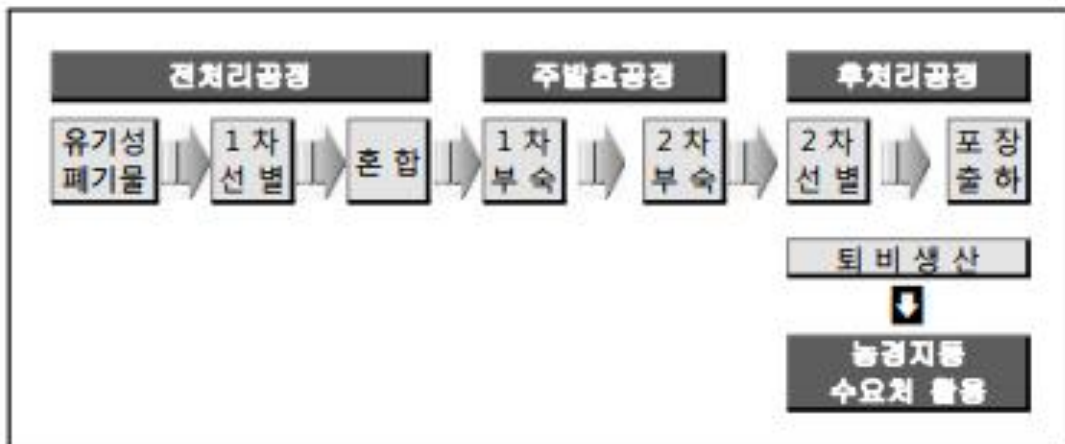 전처리공정
주발효공정
후처리공정
유기성
폐기물
1 차
선 별
혼 합
1 차
부 숙
2 차
부 숙
2 차
선 별
포 장
출 하
퇴 비 생 산
농경지등
수요처 활용